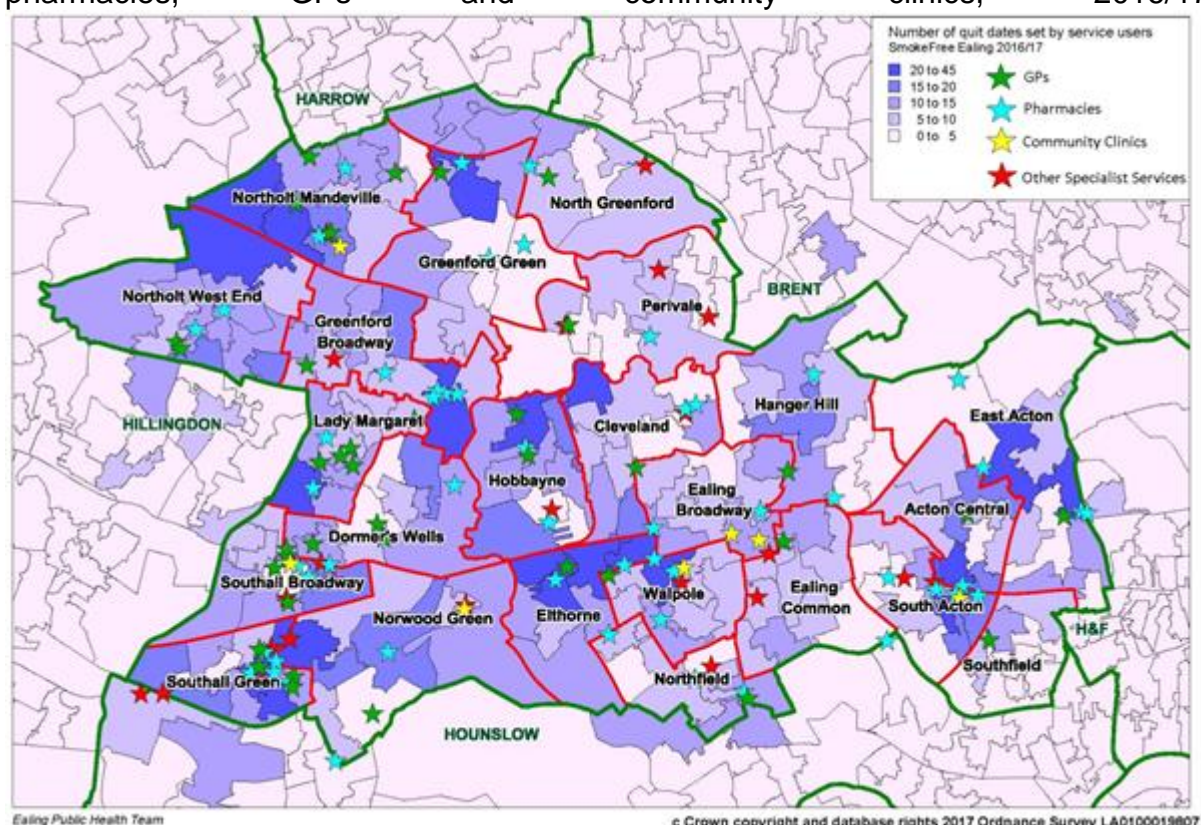 pharmacies, GPs and community clinics,
Number of quit dates set by service users
SmokeFree Ealing 2016/17
20 to 45
15 to 20
10 to 15
5 to 10
0 to 5
GPs
Pharmacies
Community Clinics
Other Specialist Services
HARROW
Northolt Mandeville
North Greenford
Greenford Green
Northolt West End
Perivale
BRENT
Greenford
Broadway
HILLINGDON
Lady Margaret
Cleveland
Hanger Hill
East Acton
Hobbayne
Ealing
Broadway
Acton Central
Dormer's Wells
Southall Broadway
Norwood Green
Elthorne
Walpole
Ealing
Common
South Acton
H&F
Southfield
Southall Green
Northfield
HOUNSLOW
Ealing Public Health Team
c Crown copyright and database rights 2017 Ordnance Survey LA0100019807